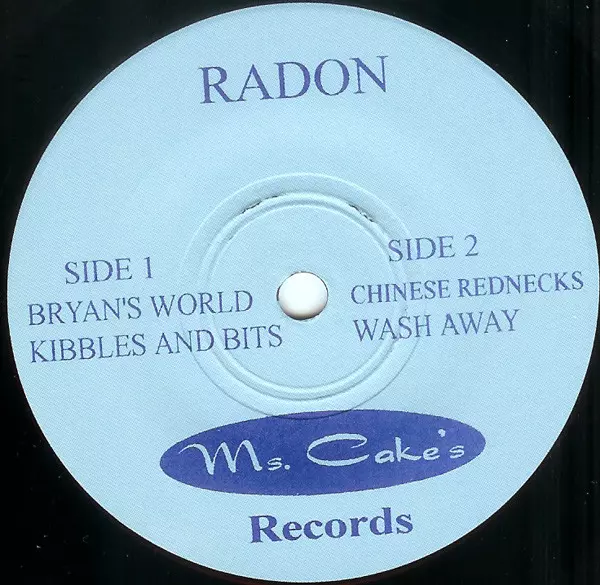 RADON
SIDE 1
BRYAN'S WORLD
KIBBLES AND BITS
SIDE 2
CHINESE REDNECKS
WASH AWAY
Ms. Cake's
Records